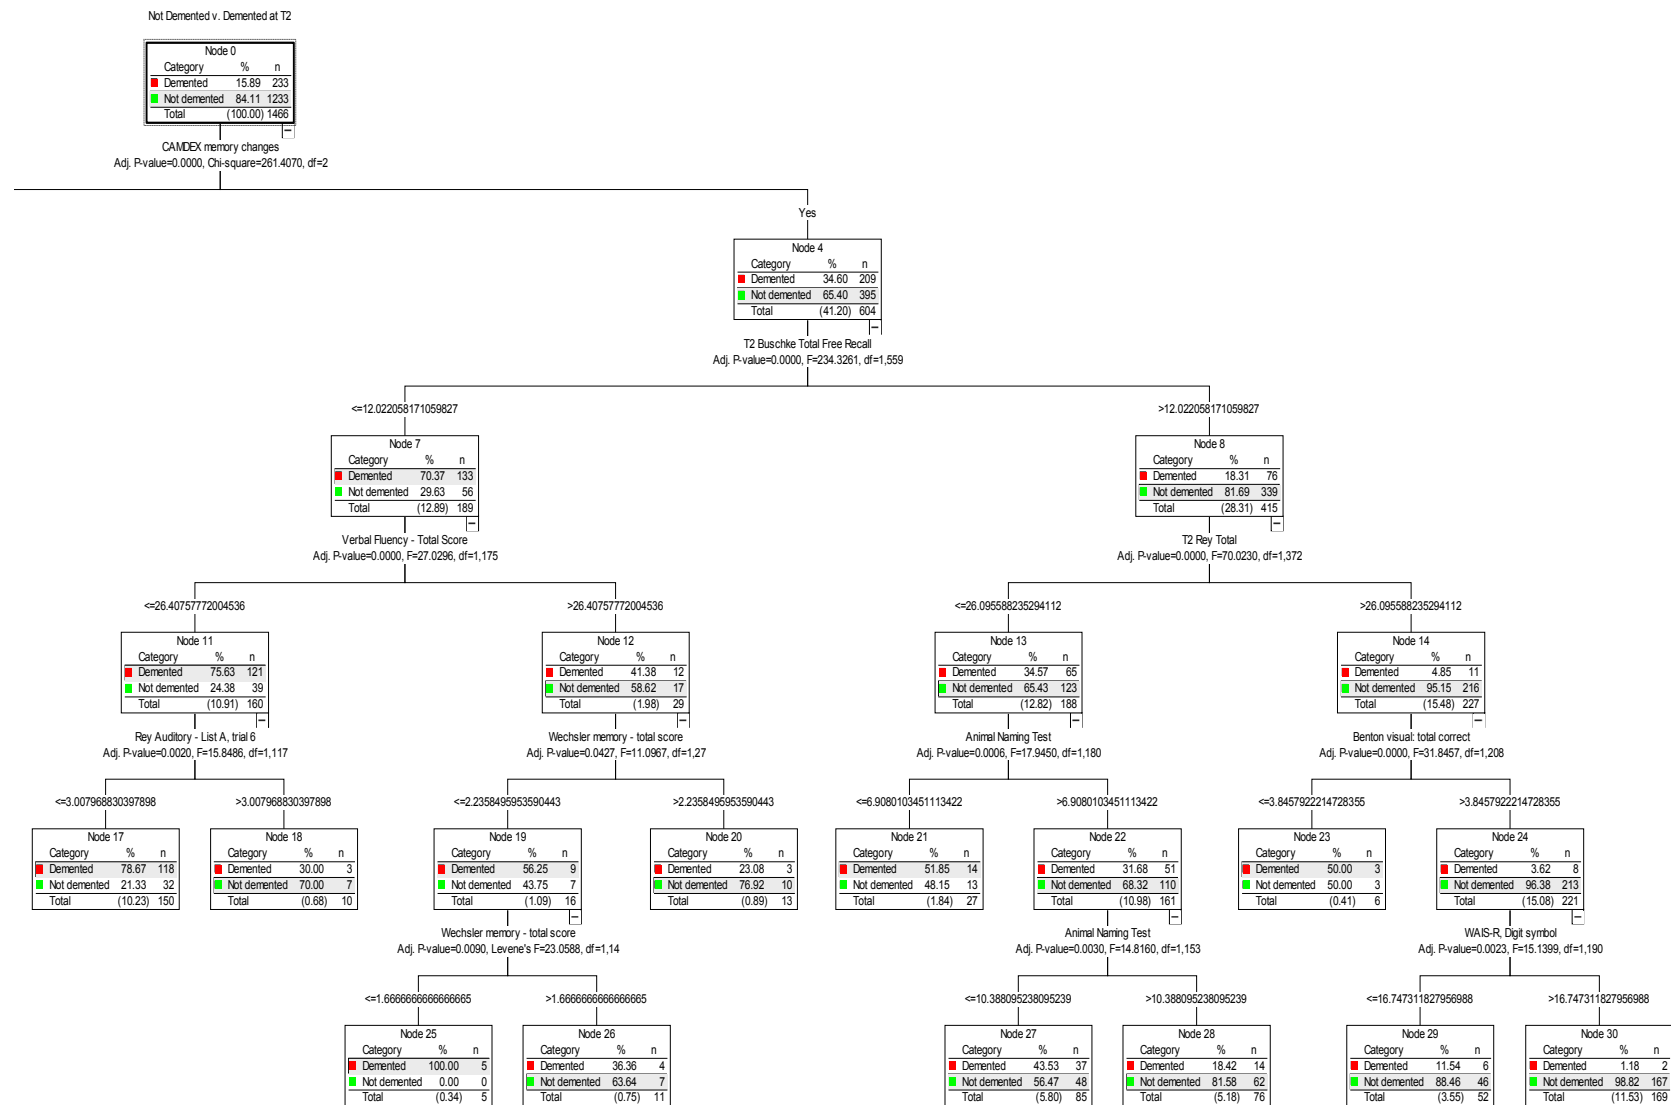 Not Demented v. Demented at T2
Node 0
Category % n
Demented 15.89 233
Not demented 84.11 1233
Total (100.00) 1466
CAMDEX memory changes
Adj. P-value=0.0000, Chi-square=261.4070, df=2
Yes
Node 4
Category % n
Demented 34.60 209
Not demented 65.40 395
Total (41.20) 604
T2 Buschke Total Free Recall
Adj. P-value=0.0000, F=234.3261, df=1,559
<=12.022058171059827
>12.022058171059827
Node 7
Category % n
Demented 70.37 133
Not demented 29.63 56
Total (12.89) 189
Verbal Fluency - Total Score
Adj. P-value=0.0000, F=27.0296, df=1,175
Node 8
Category % n
Demented 18.31 76
Not demented 81.69 339
Total (28.31) 415
T2 Rey Total
Adj. P-value=0.0000, F=70.0230, df=1,372
<=26.40757772004536
>26.40757772004536
<=26.095588235294112
>26.095588235294112
Node 11
Category % n
Demented 75.63 121
Not demented 24.38 39
Total (10.91) 160
Rey Auditory - List A, trial 6
Adj. P-value=0.0020, F=15.8486, df=1,117
Node 12
Category % n
Demented 41.38 12
Not demented 58.62 17
Total (1.98) 29
Wechsler memory - total score
Adj. P-value=0.0427, F=11.0967, df=1,27
Node 13
Category % n
Demented 34.57 65
Not demented 65.43 123
Total (12.82) 188
Animal Naming Test
Adj. P-value=0.0006, F=17.9450, df=1,180
Node 14
Category % n
Demented 4.85 11
Not demented 95.15 216
Total (15.48) 227
Benton visual: total correct
Adj. P-value=0.0000, F=31.8457, df=1,208
<=3.007968830397898
>3.007968830397898
<=2.2358495953590443
>2.2358495953590443
<=6.9080103451113422
>6.9080103451113422
<=3.8457922214728355
>3.8457922214728355
Node 17
Category % n
Demented 78.67 118
Not demented 21.33 32
Total (10.23) 150
Node 18
Category % n
Demented 30.00 3
Not demented 70.00 7
Total (0.68) 10
Node 19
Category % n
Demented 56.25 9
Not demented 43.75 7
Total (1.09) 16
Wechsler memory - total score
Adj. P-value=0.0090, Levene's F=23.0588, df=1,14
Node 20
Category % n
Demented 23.08 3
Not demented 76.92 10
Total (0.89) 13
Node 21
Category % n
Demented 51.85 14
Not demented 48.15 13
Total (1.84) 27
Node 22
Category % n
Demented 31.68 51
Not demented 68.32 110
Total (10.98) 161
Animal Naming Test
Adj. P-value=0.0030, F=14.8160, df=1,153
Node 23
Category % n
Demented 50.00 3
Not demented 50.00 3
Total (0.41) 6
Node 24
Category % n
Demented 3.62 8
Not demented 96.38 213
Total (15.08) 221
WAIS-R, Digit symbol
Adj. P-value=0.0023, F=15.1399, df=1,190
<=1.6666666666666665
>1.6666666666666665
<=10.388095238095239
>10.388095238095239
<=16.747311827956988
>16.747311827956988
Node 25
Category % n
Demented 100.00 5
Not demented 0.00 0
Total (0.34) 5
Node 26
Category % n
Demented 36.36 4
Not demented 63.64 7
Total (0.75) 11
Node 27
Category % n
Demented 43.53 37
Not demented 56.47 48
Total (5.80) 85
Node 28
Category % n
Demented 18.42 14
Not demented 81.58 62
Total (5.18) 76
Node 29
Category % n
Demented 11.54 6
Not demented 88.46 46
Total (3.55) 52
Node 30
Category % n
Demented 1.18 2
Not demented 98.82 167
Total (11.53) 169